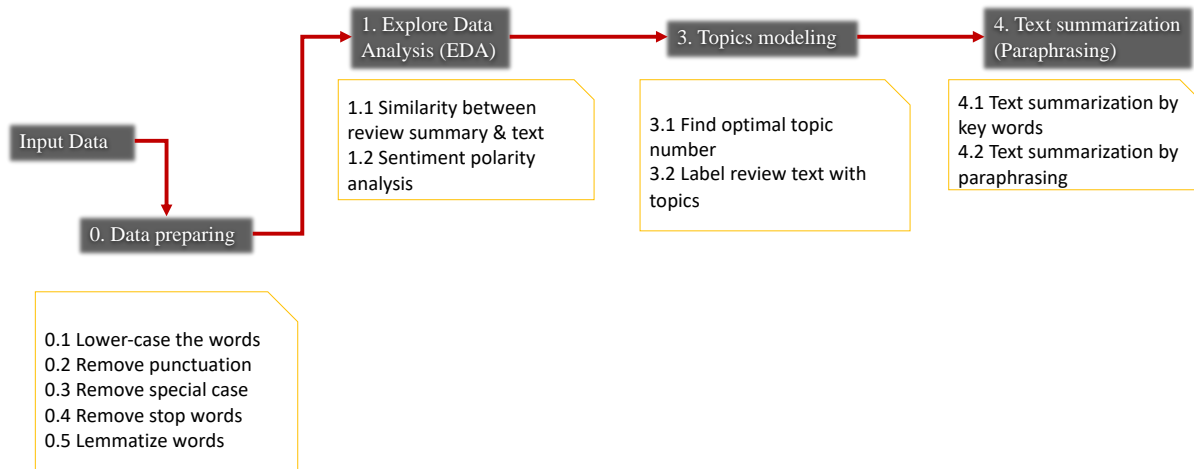 Input Data
0. Data preparing
0.1 Lower-case the words
0.2 Remove punctuation
0.3 Remove special case
0.4 Remove stop words
0.5 Lemmatize words
1. Explore Data
Analysis (EDA)
1.1 Similarity between
review summary & text
1.2 Sentiment polarity
analysis
3. Topics modeling
3.1 Find optimal topic
number
3.2 Label review text with
topics
4. Text summarization
(Paraphrasing)
4.1 Text summarization by
key words
4.2 Text summarization by
paraphrasing